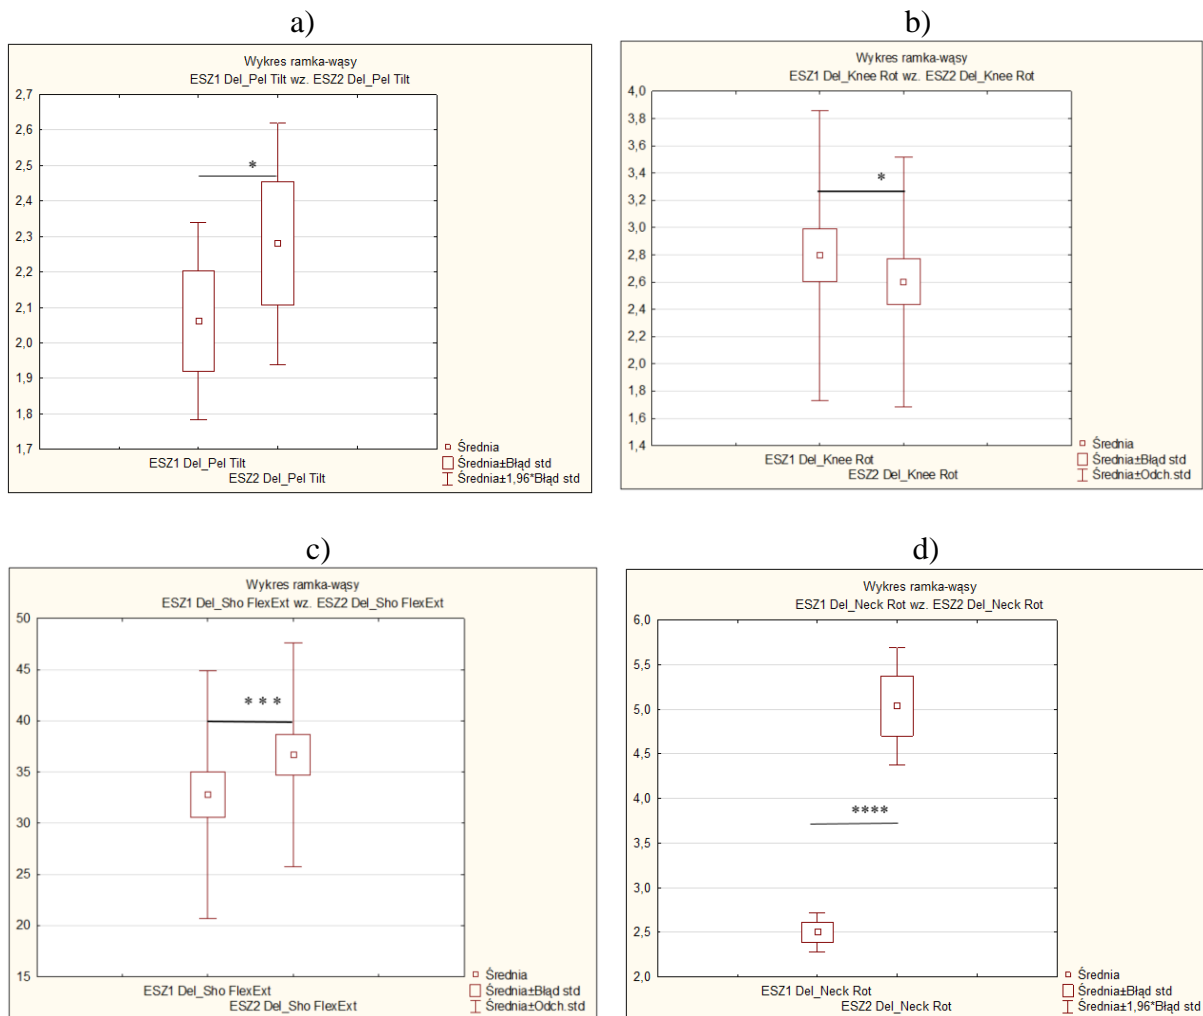 a)
Wykres ramka-wąsy
ESZ1 Del_Pel Tilt wz. ESZ2 Del_Pel Tilt
2,7
2,6
2,5
*
2,4
2,3
2,2
2,1
2,0
1,9
1,8
1,7
ESZ1 Del_Pel Tilt
ESZ2 Del_Pel Tilt
Średnia
Średnia±Błąd std
Średnia±1,96*Błąd std
b)
Wykres ramka-wąsy
ESZ1 Del_Knee Rot wz. ESZ2 Del_Knee Rot
4,0
3,8
3,6
3,4
*
3,2
3,0
2,8
2,6
2,4
2,2
2,0
1,8
1,6
1,4
ESZ1 Del_Knee Rot
ESZ2 Del_Knee Rot
Średnia
Średnia±Błąd std
Średnia±Odch.std
c)
Wykres ramka-wąsy
ESZ1 Del_Sho FlexExt wz. ESZ2 Del_Sho FlexExt
50
45
* * *
40
35
30
25
20
15
ESZ1 Del_Sho FlexExt
ESZ2 Del_Sho FlexExt
Średnia
Średnia±Błąd std
Średnia±Odch.std
d)
Wykres ramka-wąsy
ESZ1 Del_Neck Rot wz. ESZ2 Del_Neck Rot
6,0
5,5
5,0
4,5
4,0
****
3,5
3,0
2,5
2,0
ESZ1 Del_Neck Rot
ESZ2 Del_Neck Rot
Średnia
Średnia±Błąd std
Średnia±1,96*Błąd std